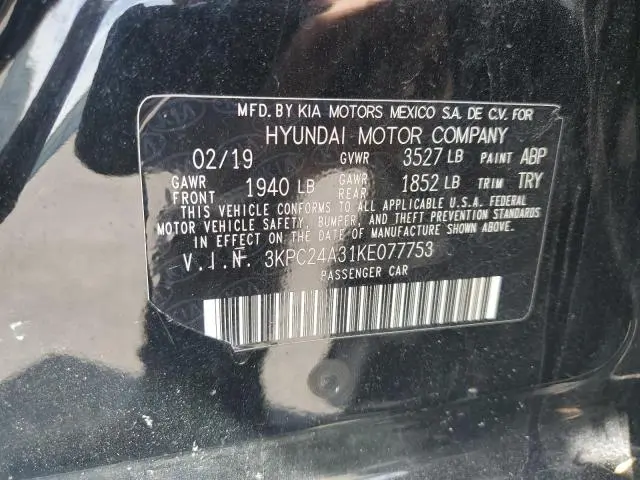 MFD. BY KIA MOTORS MEXICO S.A. DE C.V. FOR
HYUNDAI MOTOR COMPANY
02/19 GVWR 3527 LB PAINT ABP
GAWR FRONT 1940 LB GAWR REAR 1852 LB TRIM TRY
THIS VEHICLE CONFORMS TO ALL APPLICABLE U.S.A. FEDERAL
MOTOR VEHICLE SAFETY, BUMPER, AND THEFT PREVENTION STANDARDS
IN EFFECT ON THE DATE OF MANUFACTURE SHOWN ABOVE.
V.I.N. 3KPC24A31KE077753
PASSENGER CAR